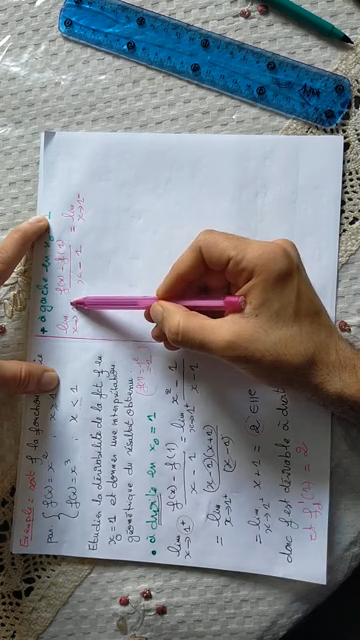 Exemple: soit f la fonction
par { f(x) = x² , x ≥ 1
f(x) = x³ , x < 1
Etudier la dérivabilité de la fct f en
x = 1 et donner une interprétation
géométrique du résultat obtenu
• à droite en x₀ = 1
lim x→1⁺ f(x) - f(1) / x - 1 = lim x→1⁺ x² - 1 / x - 1
= lim x→1⁺ (x-1)(x+1) / (x-1)
= lim x→1⁺ x + 1 = 2 ∈ IR
donc f est dérivable à droite
et f'd(1) = 2
* à gauche en x₀
lim x→1 f(x) - f(1) / x - 1 = lim x→1⁻